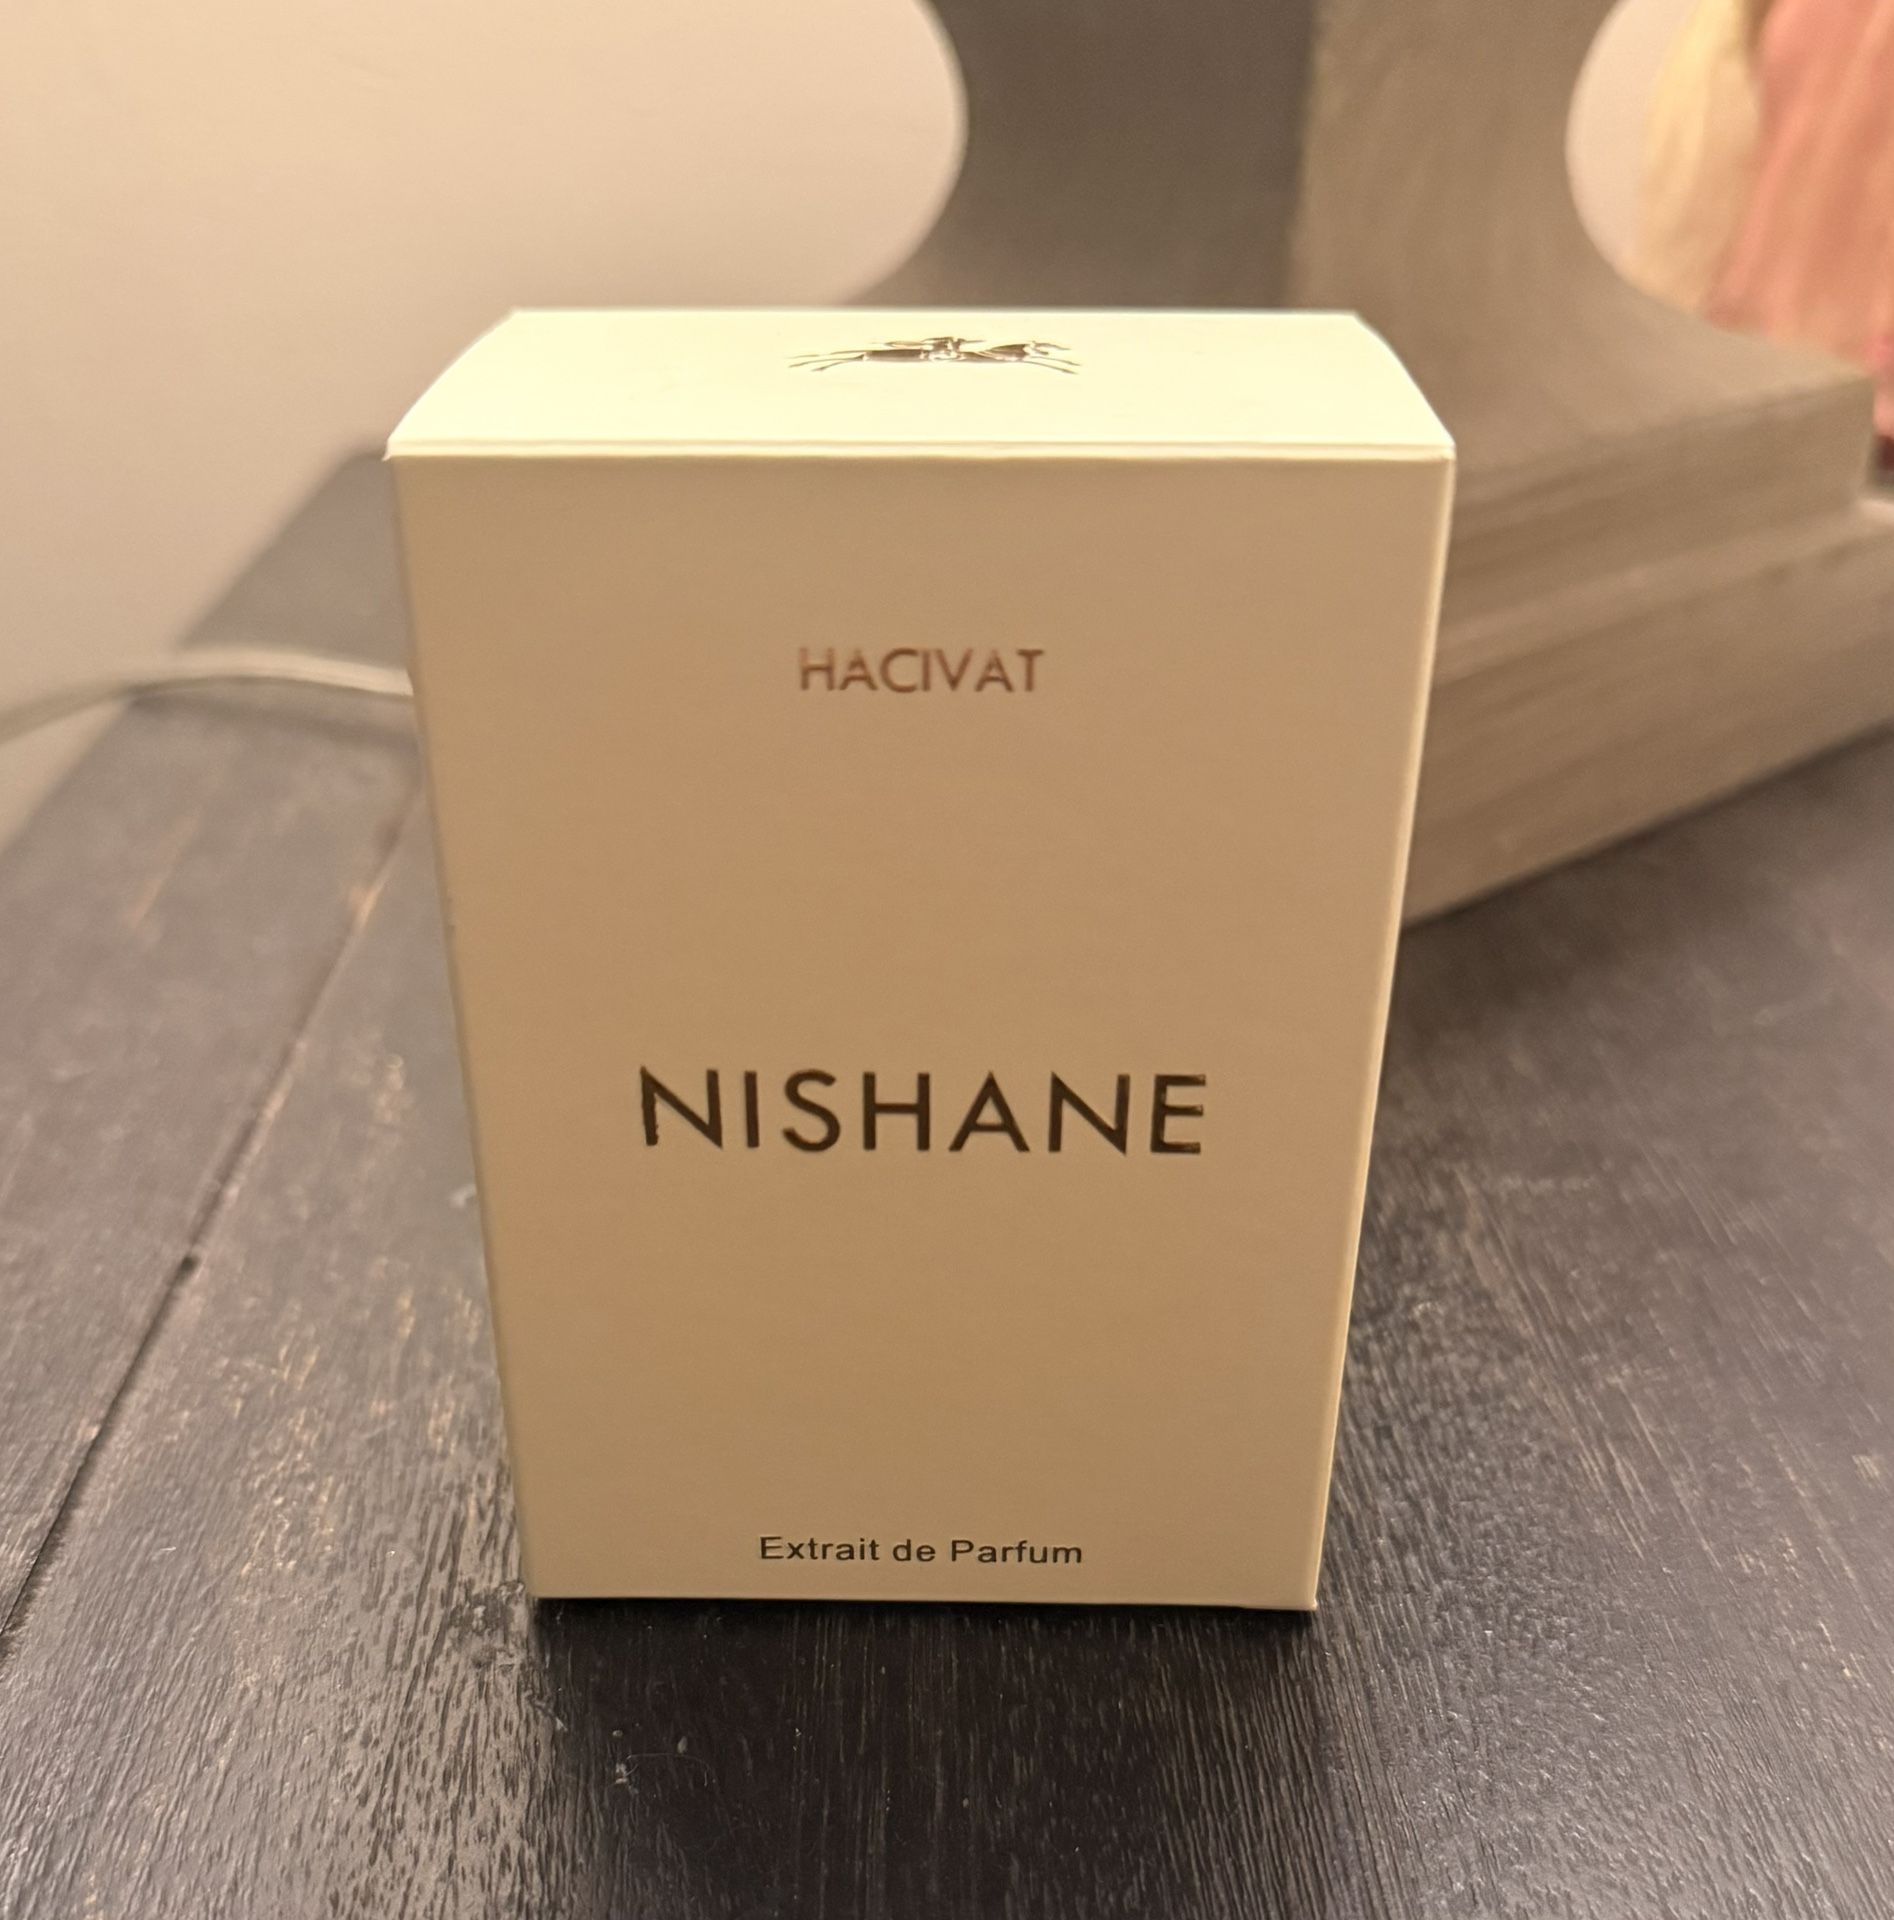 HACIVAT
NISHANE
Extrait de Parfum